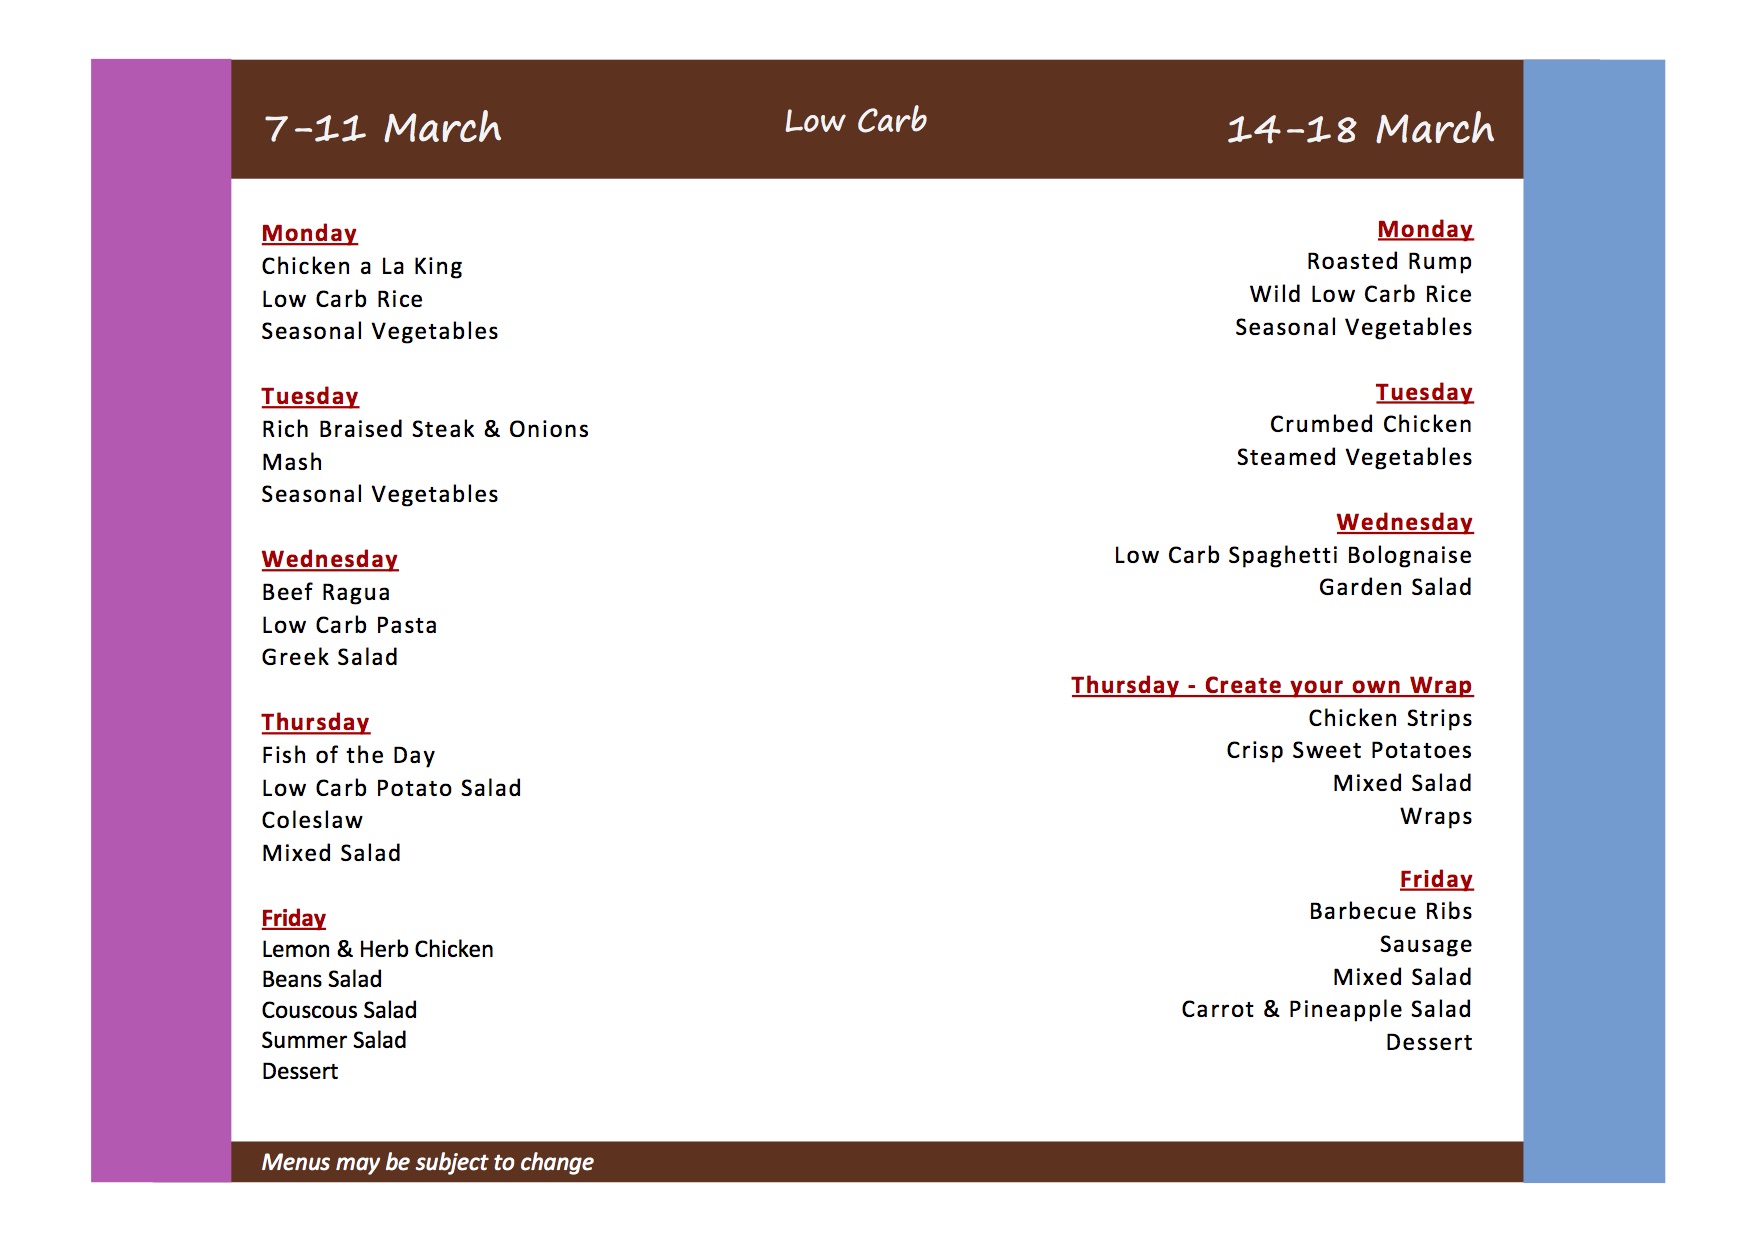 7-11 March
Low Carb
14-18 March
Monday
Chicken a La King
Low Carb Rice
Seasonal Vegetables
Tuesday
Rich Braised Steak & Onions
Mash
Seasonal Vegetables
Wednesday
Beef Ragua
Low Carb Pasta
Greek Salad
Thursday
Fish of the Day
Low Carb Potato Salad
Coleslaw
Mixed Salad
Friday
Lemon & Herb Chicken
Beans Salad
Couscous Salad
Summer Salad
Dessert
Monday
Roasted Rump
Wild Low Carb Rice
Seasonal Vegetables
Tuesday
Crumbed Chicken
Steamed Vegetables
Wednesday
Low Carb Spaghetti Bolognaise
Garden Salad
Thursday - Create your own Wrap
Chicken Strips
Crisp Sweet Potatoes
Mixed Salad
Wraps
Friday
Barbecue Ribs
Sausage
Mixed Salad
Carrot & Pineapple Salad
Dessert
Menus may be subject to change